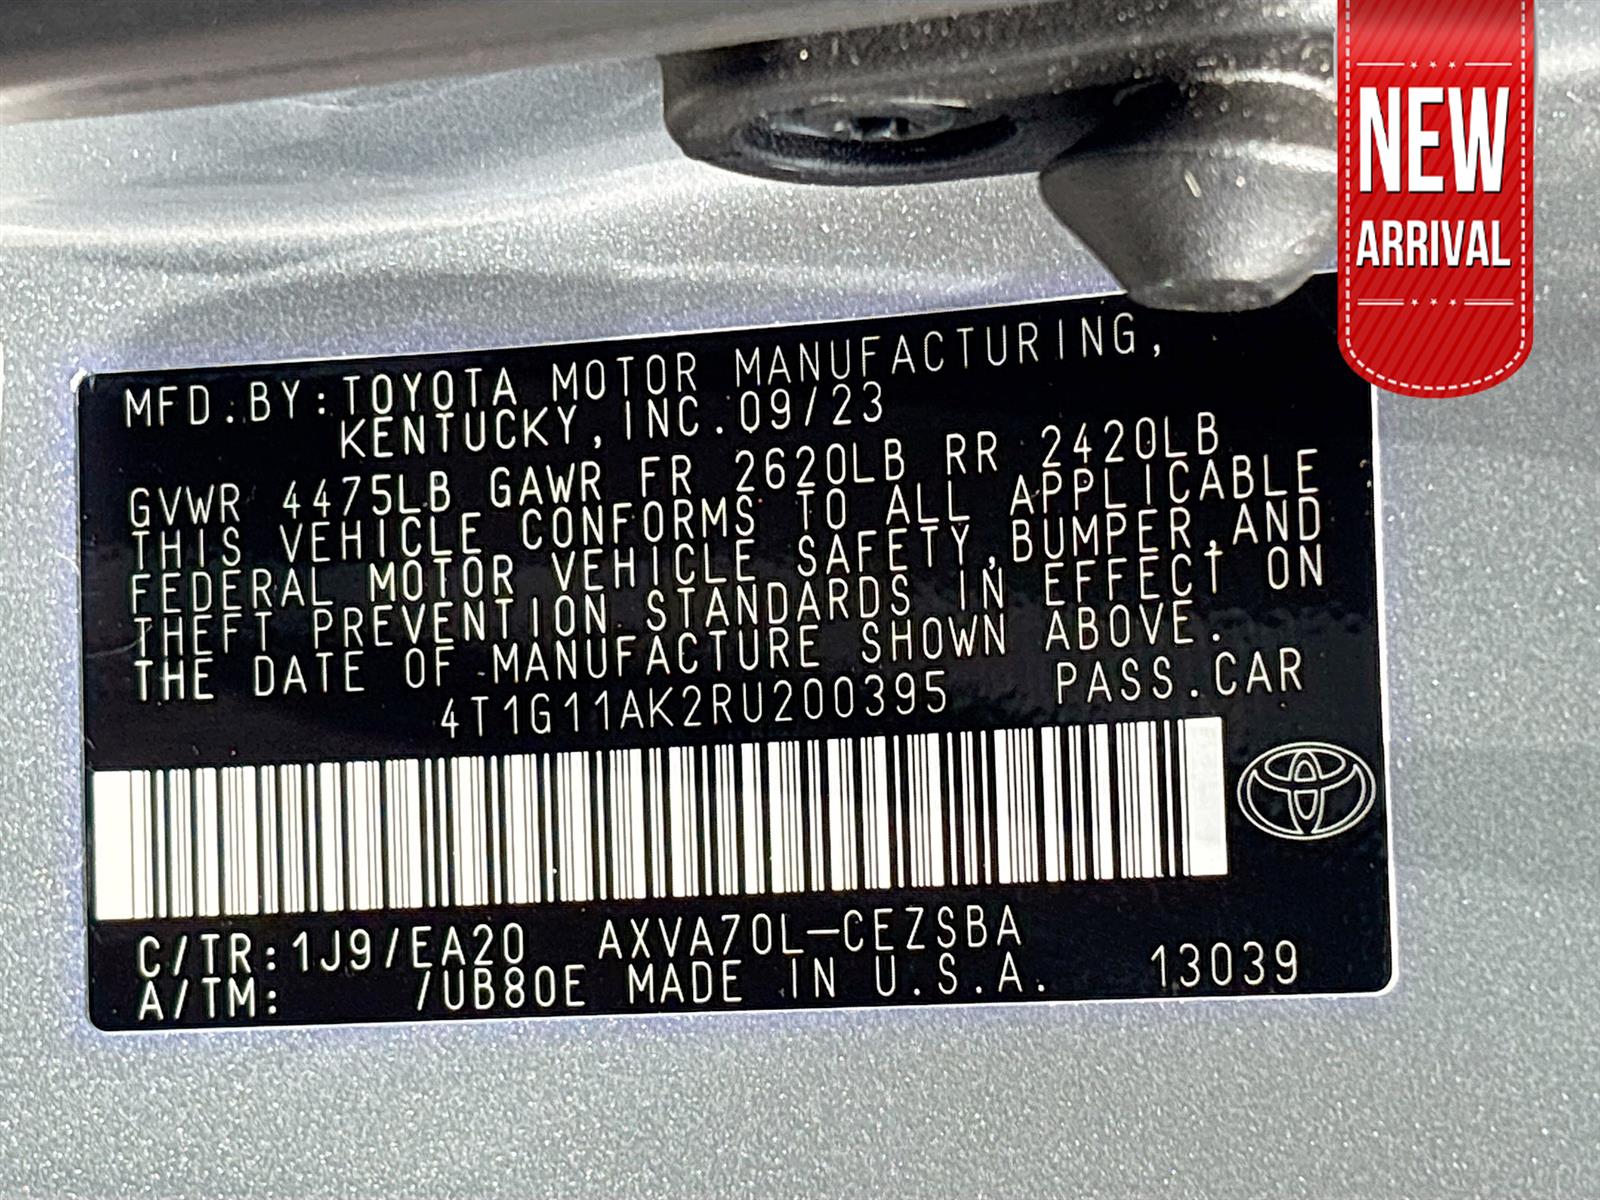 NEW
ARRIVAL
MFD.BY:TOYOTA MOTOR MANUFACTURING,
KENTUCKY, INC. 09/23
GVWR 4475LB GAWR FR 2620LB RR 2420LB
THIS VEHICLE CONFORMS TO ALL APPLICABLE
FEDERAL MOTOR VEHICLE SAFETY,BUMPER,AND
THEFT PREVENTION STANDARDS IN EFFECT ON
THE DATE OF MANUFACTURE SHOWN ABOVE.
4T1G11AK2RU200395 PASS.CAR
C/TR:1J9/EA20 AXVA70L-CEZSBA
A/TM: /UB80E MADE IN U.S.A. 13039